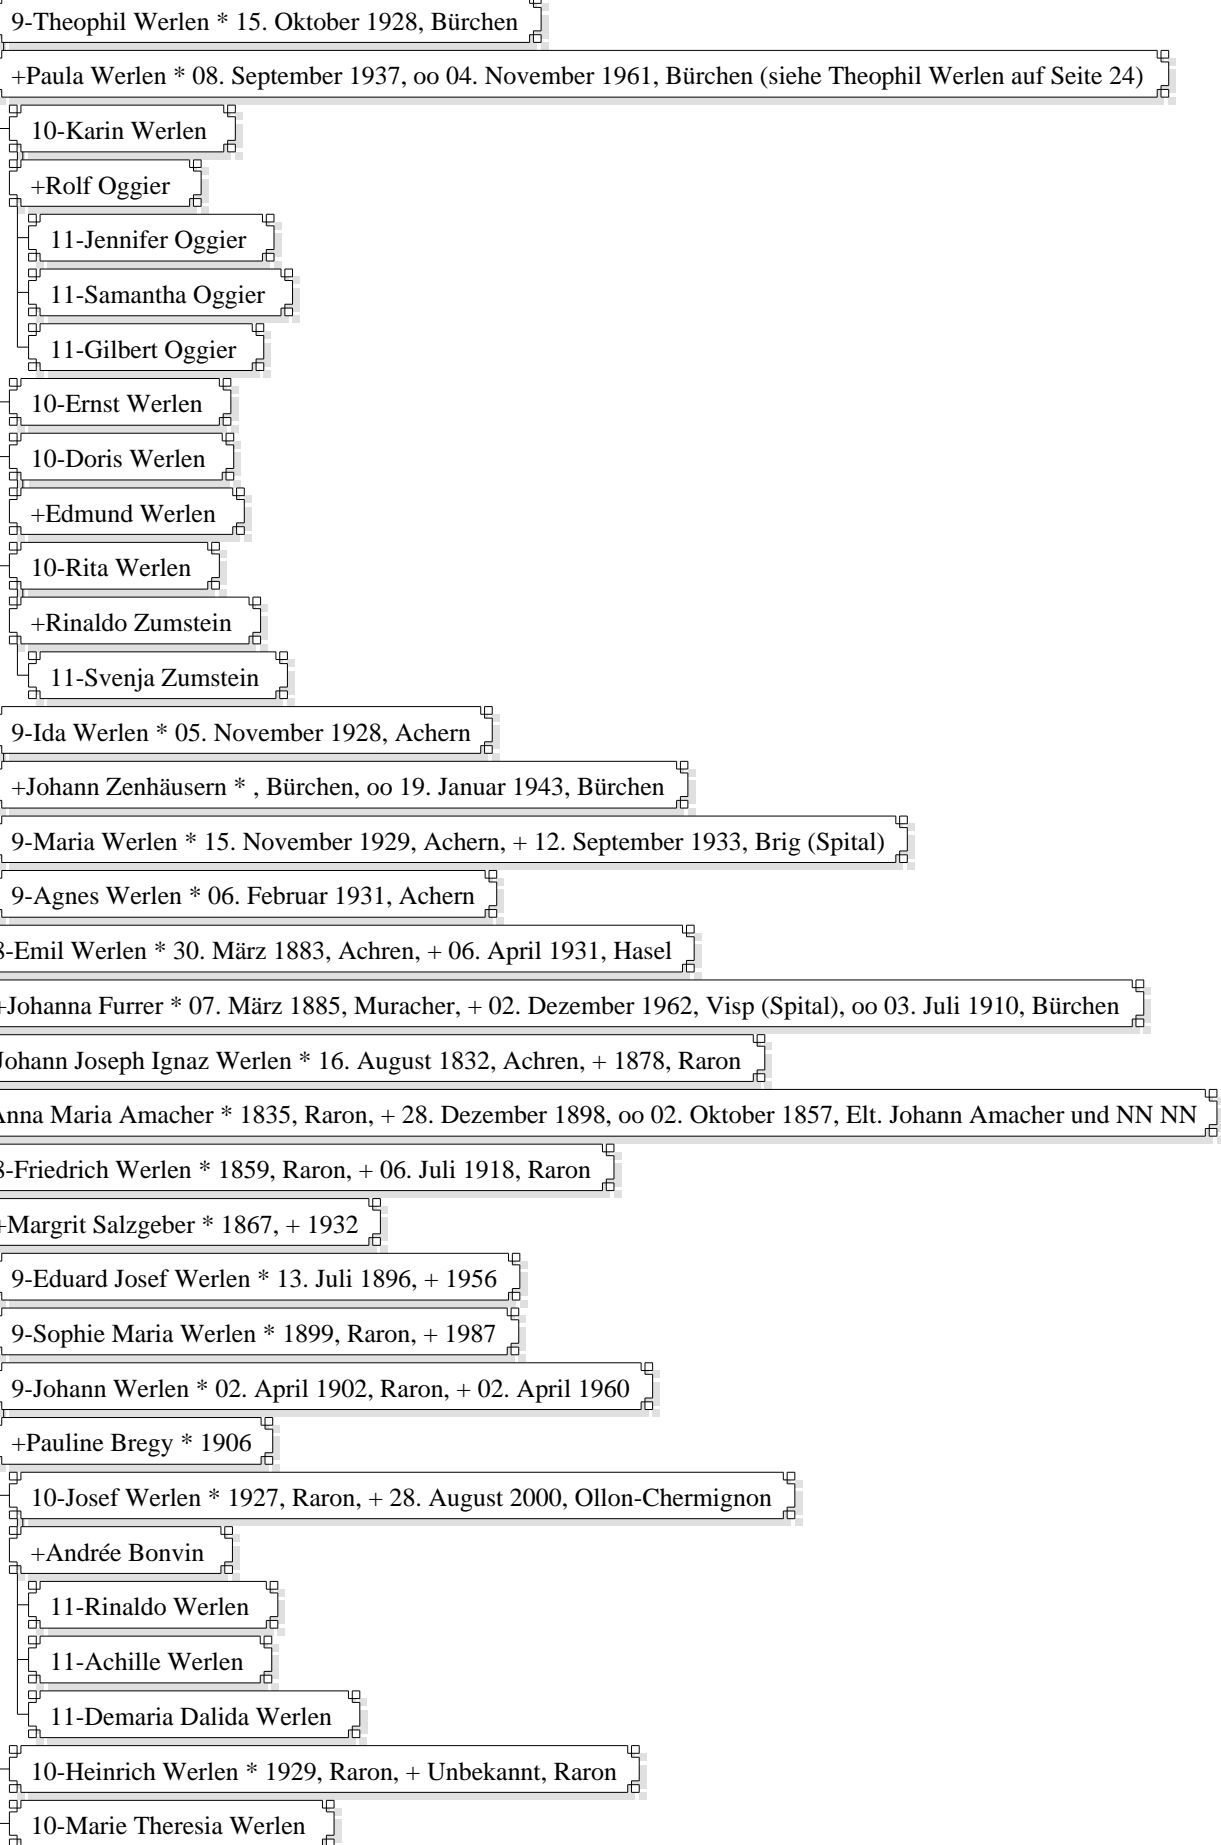 9-Theophil Werlen * 15. Oktober 1928, Bürchen
+Paula Werlen * 08. September 1937, oo 04. November 1961, Bürchen (siehe Theophil Werlen auf Seite 24)
10-Karin Werlen
+Rolf Oggier
11-Jennifer Oggier
11-Samantha Oggier
11-Gilbert Oggier
10-Ernst Werlen
10-Doris Werlen
+Edmund Werlen
10-Rita Werlen
+Rinaldo Zumstein
11-Svenja Zumstein
9-Ida Werlen * 05. November 1928, Achern
+Johann Zenhäusern * , Bürchen, oo 19. Januar 1943, Bürchen
9-Maria Werlen * 15. November 1929, Achern, + 12. September 1933, Brig (Spital)
9-Agnes Werlen * 06. Februar 1931, Achern
8-Emil Werlen * 30. März 1883, Achren, + 06. April 1931, Hasel
+Johanna Furrer * 07. März 1885, Muracher, + 02. Dezember 1962, Visp (Spital), oo 03. Juli 1910, Bürchen
Johann Joseph Ignaz Werlen * 16. August 1832, Achren, + 1878, Raron
Anna Maria Amacher * 1835, Raron, + 28. Dezember 1898, oo 02. Oktober 1857, Elt. Johann Amacher und NN NN
8-Friedrich Werlen * 1859, Raron, + 06. Juli 1918, Raron
+Margrit Salzgeber * 1867, + 1932
9-Eduard Josef Werlen * 13. Juli 1896, + 1956
9-Sophie Maria Werlen * 1899, Raron, + 1987
9-Johann Werlen * 02. April 1902, Raron, + 02. April 1960
+Pauline Bregy * 1906
10-Josef Werlen * 1927, Raron, + 28. August 2000, Ollon-Chermignon
+Andrée Bonvin
11-Rinaldo Werlen
11-Achille Werlen
11-Demaria Dalida Werlen
10-Heinrich Werlen * 1929, Raron, + Unbekannt, Raron
10-Marie Theresia Werlen